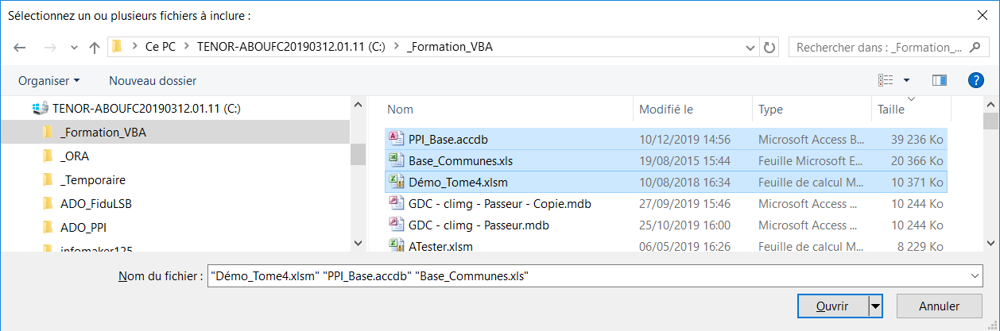 Sélectionnez un ou plusieurs fichiers à inclure :
Ce PC > TENOR-ABOUFC20190312.01.11 (C:) > _Formation_VBA
Rechercher dans : _Formation_...
Organiser Nouveau dossier
TENOR-ABOUFC20190312.01.11 (C:)
_Formation_VBA
_ORA
_Temporaire
ADO_FiduLSB
ADO_PPI
infomaker125
Nom Modifié le Type Taille
PPI_Base.accdb 10/12/2019 14:56 Microsoft Access B... 39 236 Ko
Base_Communes.xls 19/08/2015 15:44 Feuille Microsoft E... 20 366 Ko
Démo_Tome4.xlsm 10/08/2018 16:34 Feuille de calcul M... 10 371 Ko
GDC - climg - Passeur - Copie.mdb 27/09/2019 15:46 Microsoft Access ... 10 244 Ko
GDC - climg - Passeur.mdb 25/10/2019 16:00 Microsoft Access ... 10 244 Ko
ATester.xlsm 06/05/2019 16:26 Feuille de calcul M... 8 229 Ko
Nom du fichier : "Démo_Tome4.xlsm" "PPI_Base.accdb" "Base_Communes.xls"
Ouvrir Annuler